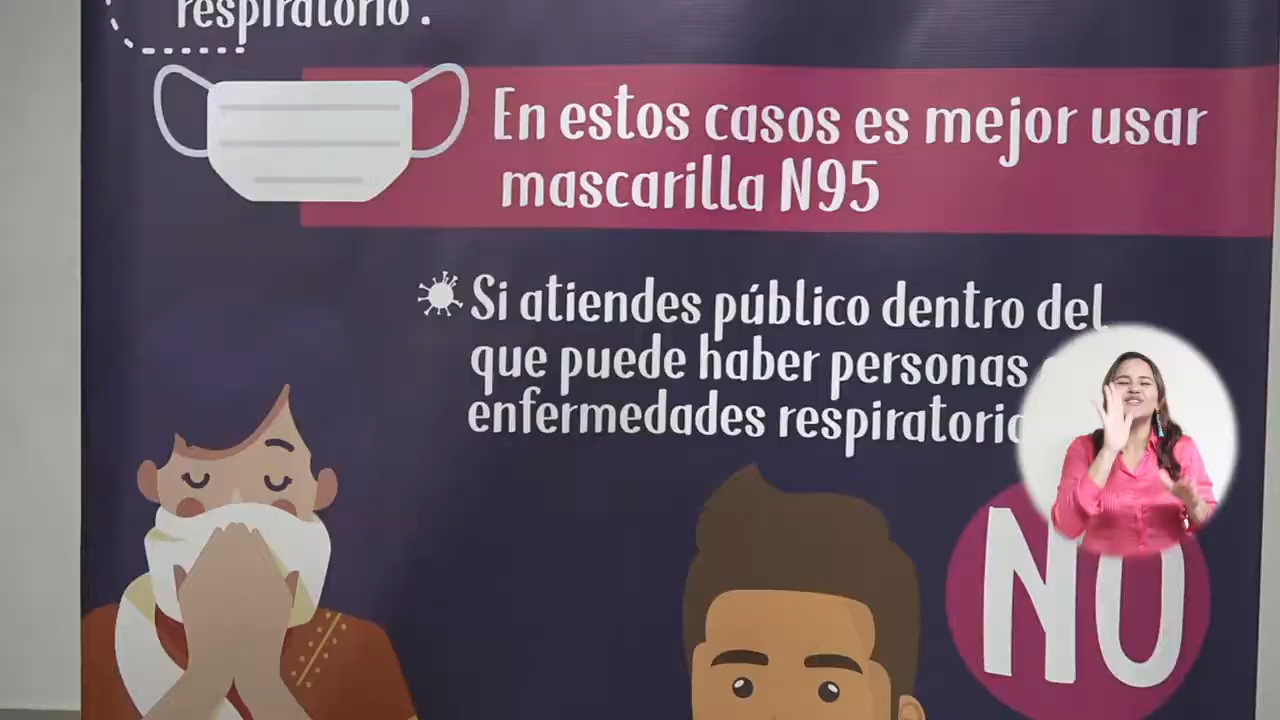 respiratorio.
En estos casos es mejor usar
mascarilla N95
Si atiendes público dentro del
que puede haber personas
enfermedades
NO